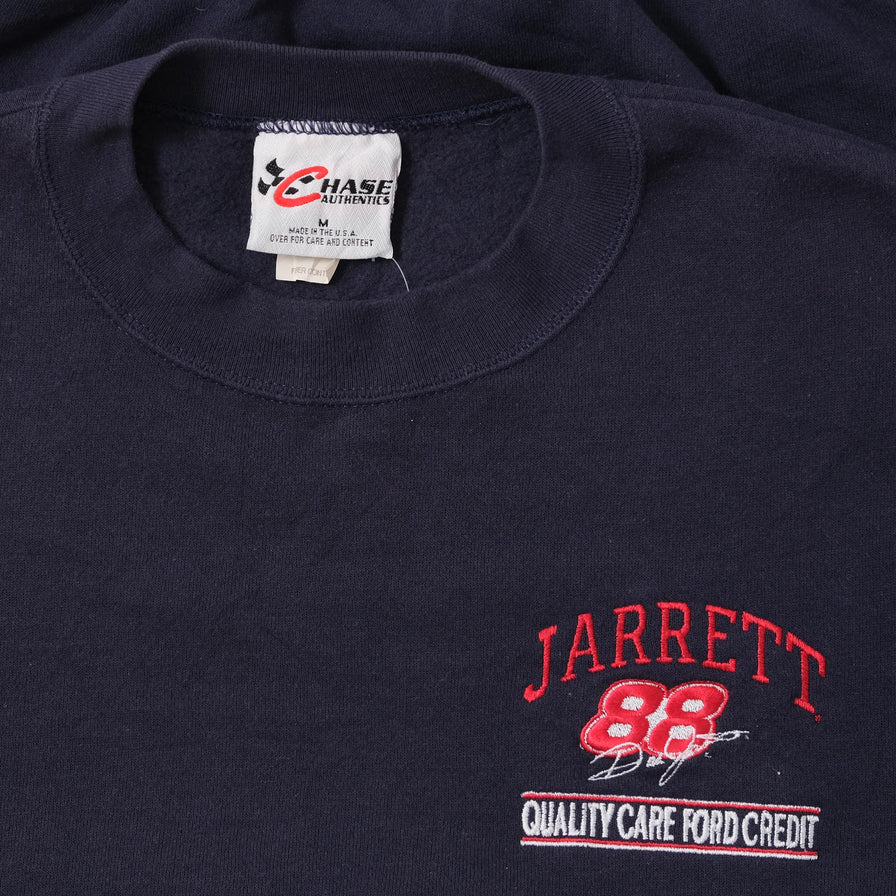 CHASE
AUTHENTICS
M
MADE IN THE U.S.A.
OVER FOR CARE AND CONTENT
JARRETT
88
QUALITY CARE FORD CREDIT